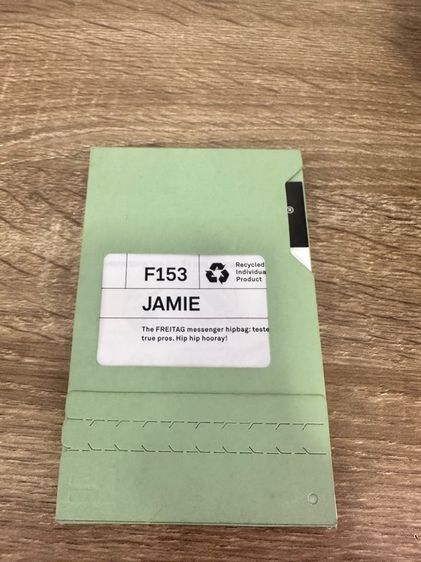 ®
F153
Recycled
Individua
Product
JAMIE
The FREITAG messenger hipbag: teste
true pros. Hip hip hooray!